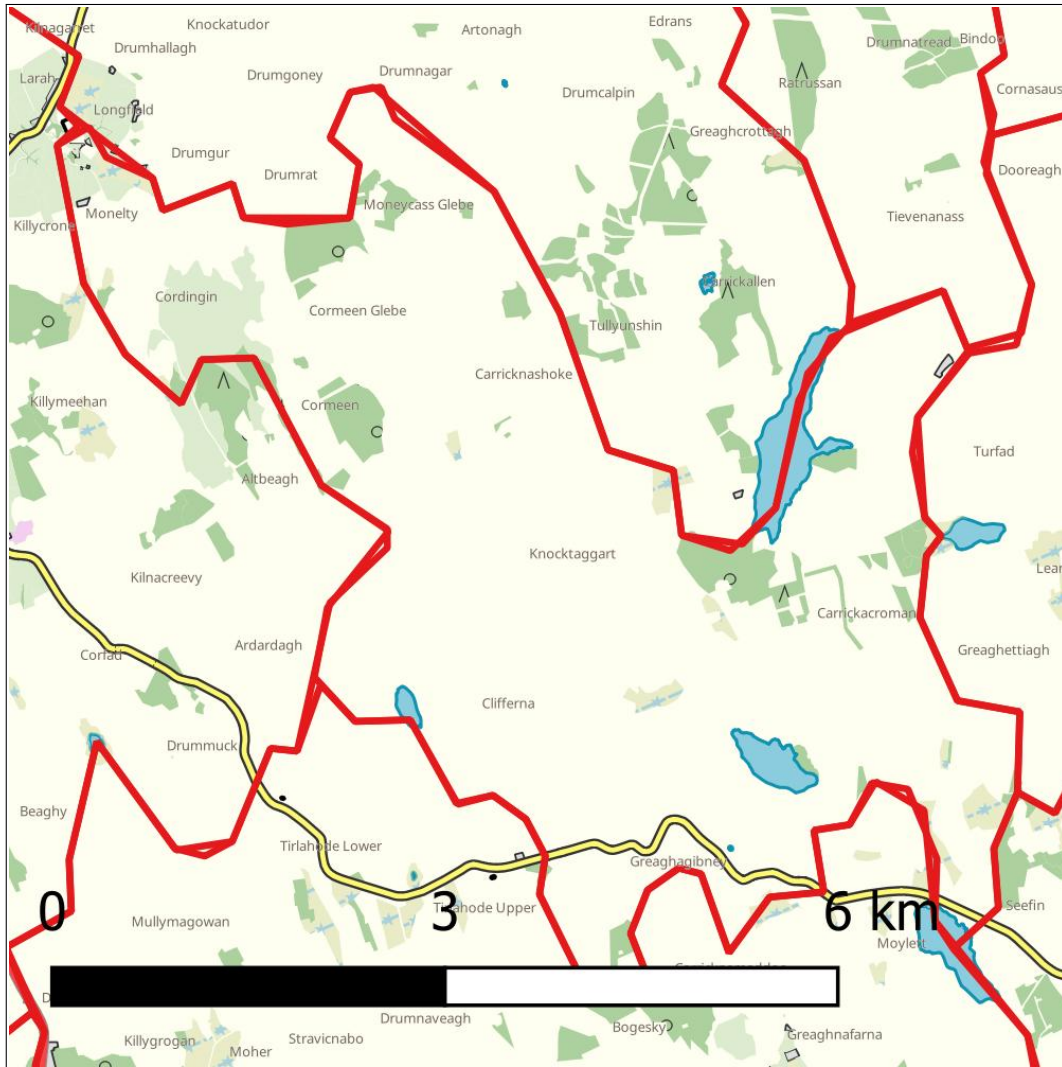 Kilnagarret
Knockatudor
Artonagh
Edrans
Drumhallagh
Drumnatread
Bindoo
Larah
Drumgoney
Drumnagar
Drumcalpin
Ratrussan
Cornasaus
Longfield
Greaghcrottagh
Drumgur
Drumrat
Dooreagh
Monelty
Moneycass Glebe
Tievenanass
Killycrone
Cordingin
Cormeen Glebe
Carrickallen
Tullyunshin
Carricknashoke
Killymeehan
Cormeen
Altbeagh
Turfad
Kilnacreevy
Knocktaggart
Lear
Carrickacroman
Corfad
Ardardagh
Greaghettiagh
Clifferna
Drummuck
Beaghy
Tirlahode Lower
Greaghagibney
0
3
6 km
Mullymagowan
Tirlahode Upper
Seefin
Moylett
D
Drumnaveagh
Bogesky
Killygrogan
Moher
Stravicnabo
Greaghnafarna